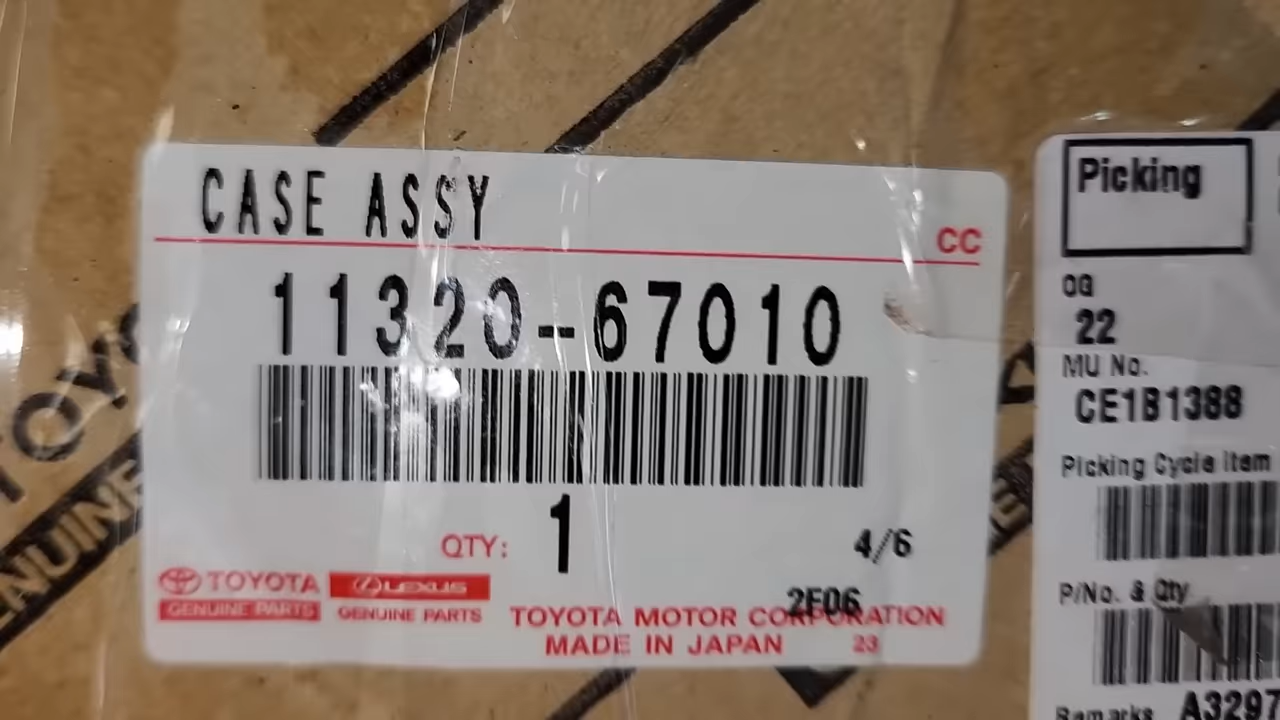 CASE ASSY
CC
11320-67010
QTY: 1
4/6
2F06
TOYOTA
GENUINE PARTS
LEXUS
GENUINE PARTS
TOYOTA MOTOR CORPORATION
MADE IN JAPAN 23
Picking
OG
22
MU No.
CE1B1388
Picking Cycle Item
P/No. & Qty
Remarks A3297